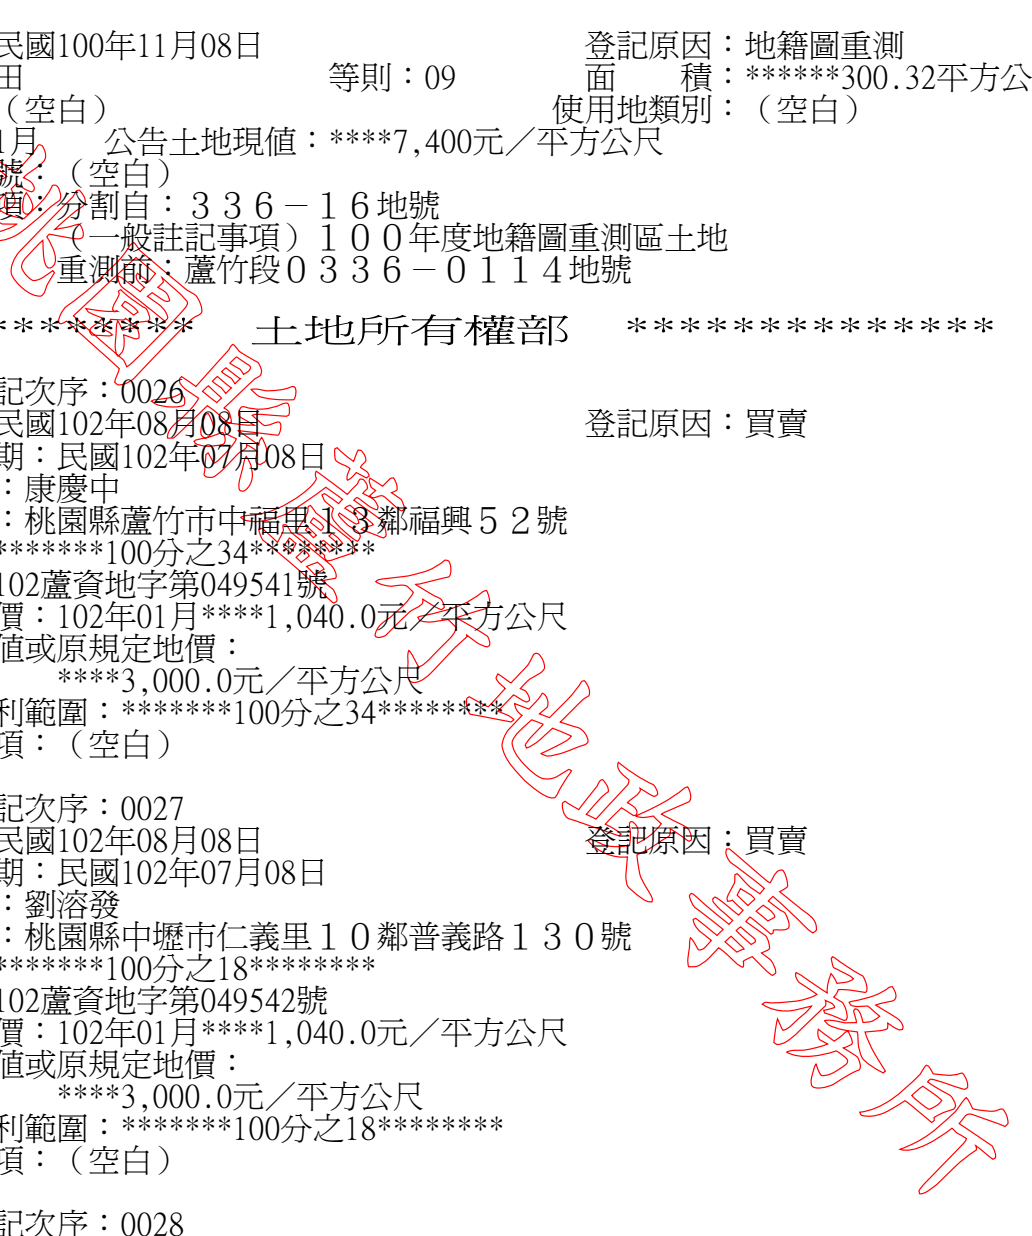 民國100年11月08日 登記原因：地籍圖重測
田 等則：09 面 積：******300.32平方公
（空白） 使用地類別：（空白）
1月 公告土地現值：****7,400元／平方公尺
號：（空白）
項：分割自：３３６－１６地號
（一般註記事項）１００年度地籍圖重測區土地
重測前：蘆竹段０３３６－０１１４地號
******** 土地所有權部 **************
記次序：0026
民國102年08月08日 登記原因：買賣
期：民國102年07月08日
：康慶中
：桃園縣蘆竹市中福里１３鄰福興５２號
*******100分之34********
102蘆資地字第049541號
價：102年01月****1,040.0元／平方公尺
值或原規定地價：
****3,000.0元／平方公尺
利範圍：*******100分之34********
項：（空白）
記次序：0027
民國102年08月08日 登記原因：買賣
期：民國102年07月08日
：劉溶發
：桃園縣中壢市仁義里１０鄰普義路１３０號
*******100分之18********
102蘆資地字第049542號
價：102年01月****1,040.0元／平方公尺
值或原規定地價：
****3,000.0元／平方公尺
利範圍：*******100分之18********
項：（空白）
記次序：0028
桃園縣蘆竹地政事務所